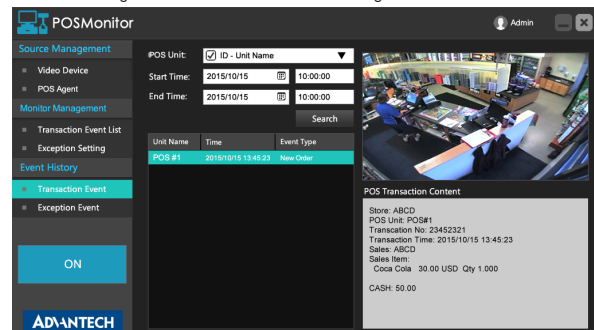 POSMonitor
Admin
Source Management
Video Device
POS Agent
Monitor Management
Transaction Event List
Exception Setting
Event History
Transaction Event
Exception Event
ON
ADVANTECH
POS Unit:
ID - Unit Name
Start Time:
2015/10/15
10:00:00
End Time:
2015/10/15
10:00:00
Search
Unit Name Time Event Type
POS #1 2015/10/15 13:45:23 New Order
POS Transaction Content
Store: ABCD
POS Unit: POS#1
Transcation No: 23452321
Transaction Time: 2015/10/15 13:45:23
Sales: ABCD
Sales Item:
Coca Cola 30.00 USD Qty 1.000
CASH: 50.00